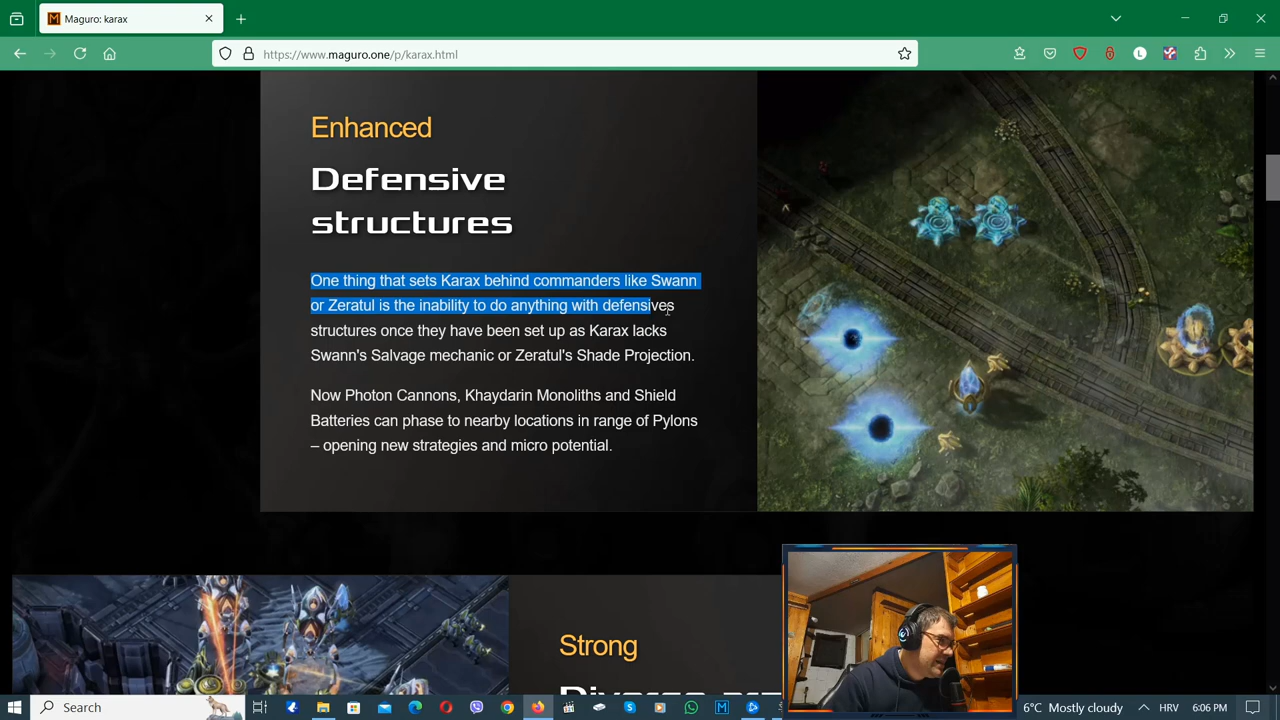 Maguro: karax
https://www.maguro.one/p/karax.html
Enhanced
Defensive
structures
One thing that sets Karax behind commanders like Swann
or Zeratul is the inability to do anything with defensives
structures once they have been set up as Karax lacks
Swann's Salvage mechanic or Zeratul's Shade Projection.
Now Photon Cannons, Khaydarin Monoliths and Shield
Batteries can phase to nearby locations in range of Pylons
– opening new strategies and micro potential.
Strong
Search
6°C Mostly cloudy
HRV
6:06 PM